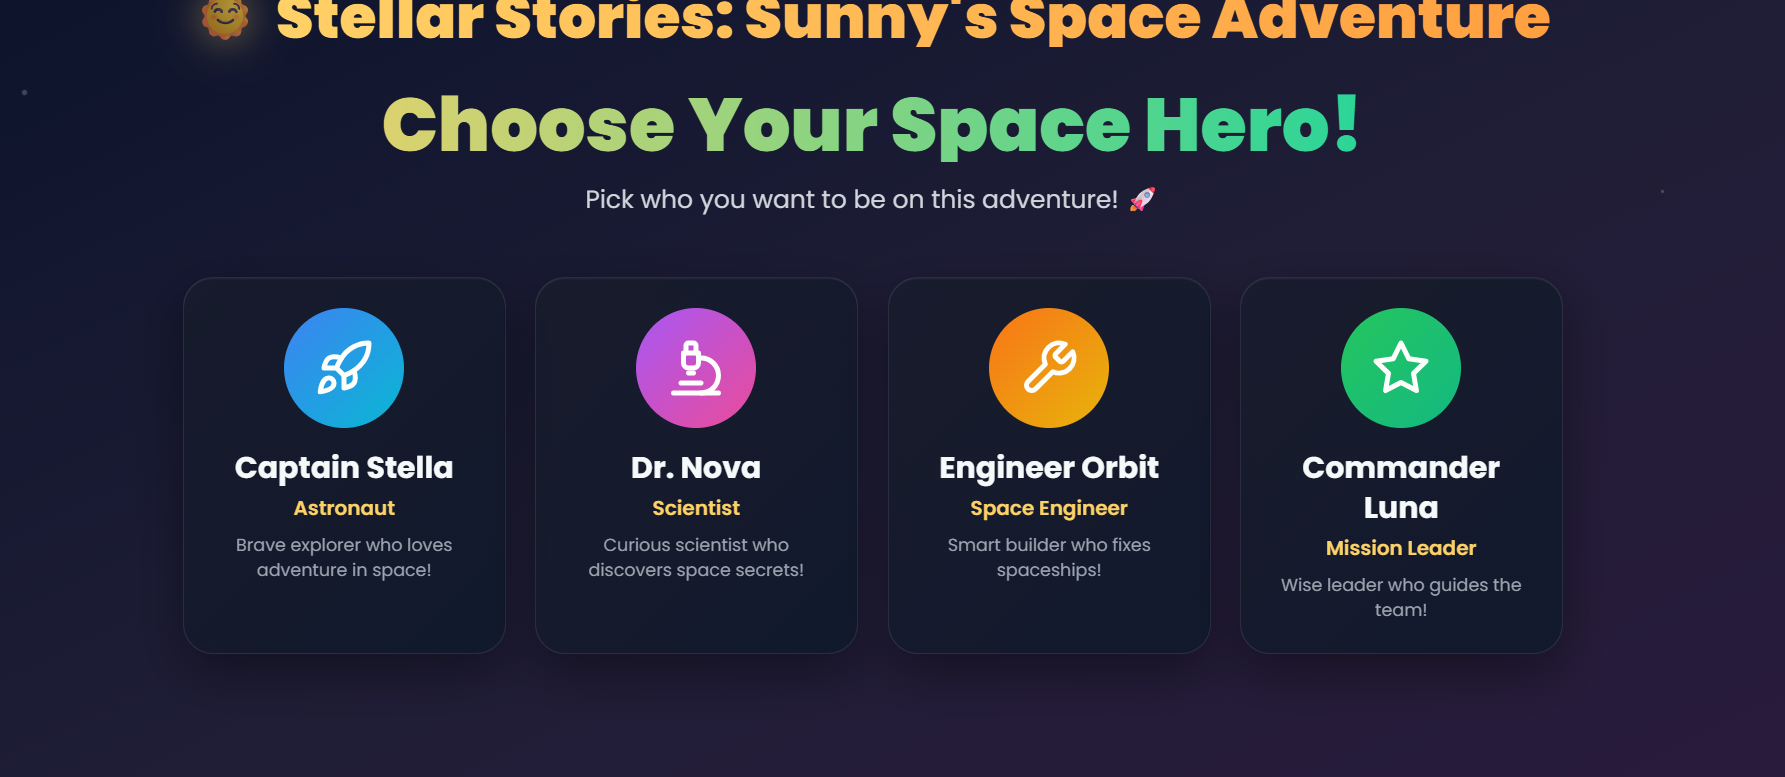 Stellar Stories: Sunny's Space Adventure
Choose Your Space Hero!
Pick who you want to be on this adventure! 🚀
Captain Stella
Astronaut
Brave explorer who loves
adventure in space!
Dr. Nova
Scientist
Curious scientist who
discovers space secrets!
Engineer Orbit
Space Engineer
Smart builder who fixes
spaceships!
Commander
Luna
Mission Leader
Wise leader who guides the
team!